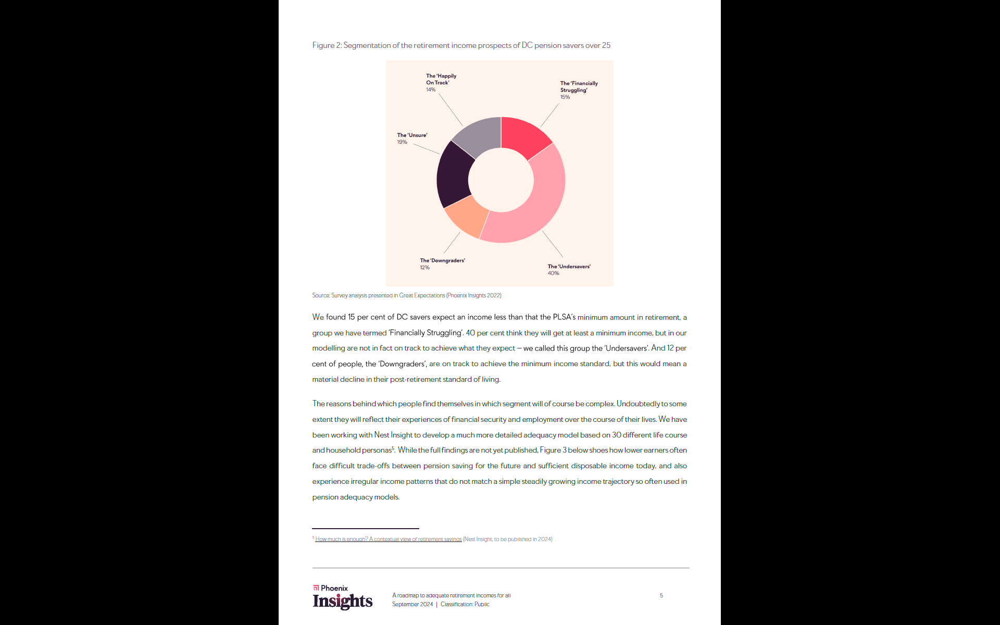 Figure 2: Segmentation of the retirement income prospects of DC pension savers over 25
The 'Happily
On Track'
14%
The 'Financially
Struggling'
15%
The 'Unsure'
19%
The 'Downgraders'
12%
The 'Undersavers'
40%
Source: Survey analysis presented in Great Expectations (Phoenix Insights 2022)
We found 15 per cent of DC savers expect an income less than that the PLSA's minimum amount in retirement, a
group we have termed 'Financially Struggling'. 40 per cent think they will get at least a minimum income, but in our
modelling are not in fact on track to achieve what they expect – we called this group the 'Undersavers'. And 12 per
cent of people, the 'Downgraders', are on track to achieve the minimum income standard, but this would mean a
material decline in their post-retirement standard of living.
The reasons behind which people find themselves in which segment will of course be complex. Undoubtedly to some
extent they will reflect their experiences of financial security and employment over the course of their lives. We have
been working with Nest Insight to develop a much more detailed adequacy model based on 30 different life course
and household personas⁵. While the full findings are not yet published, Figure 3 below shoes how lower earners often
face difficult trade-offs between pension saving for the future and sufficient disposable income today, and also
experience irregular income patterns that do not match a simple steadily growing income trajectory so often used in
pension adequacy models.
⁵ How much is enough? A contextual view of retirement savings (Nest Insight, to be published in 2024)
Phoenix
Insights
A roadmap to adequate retirement incomes for all
September 2024 | Classification: Public
5